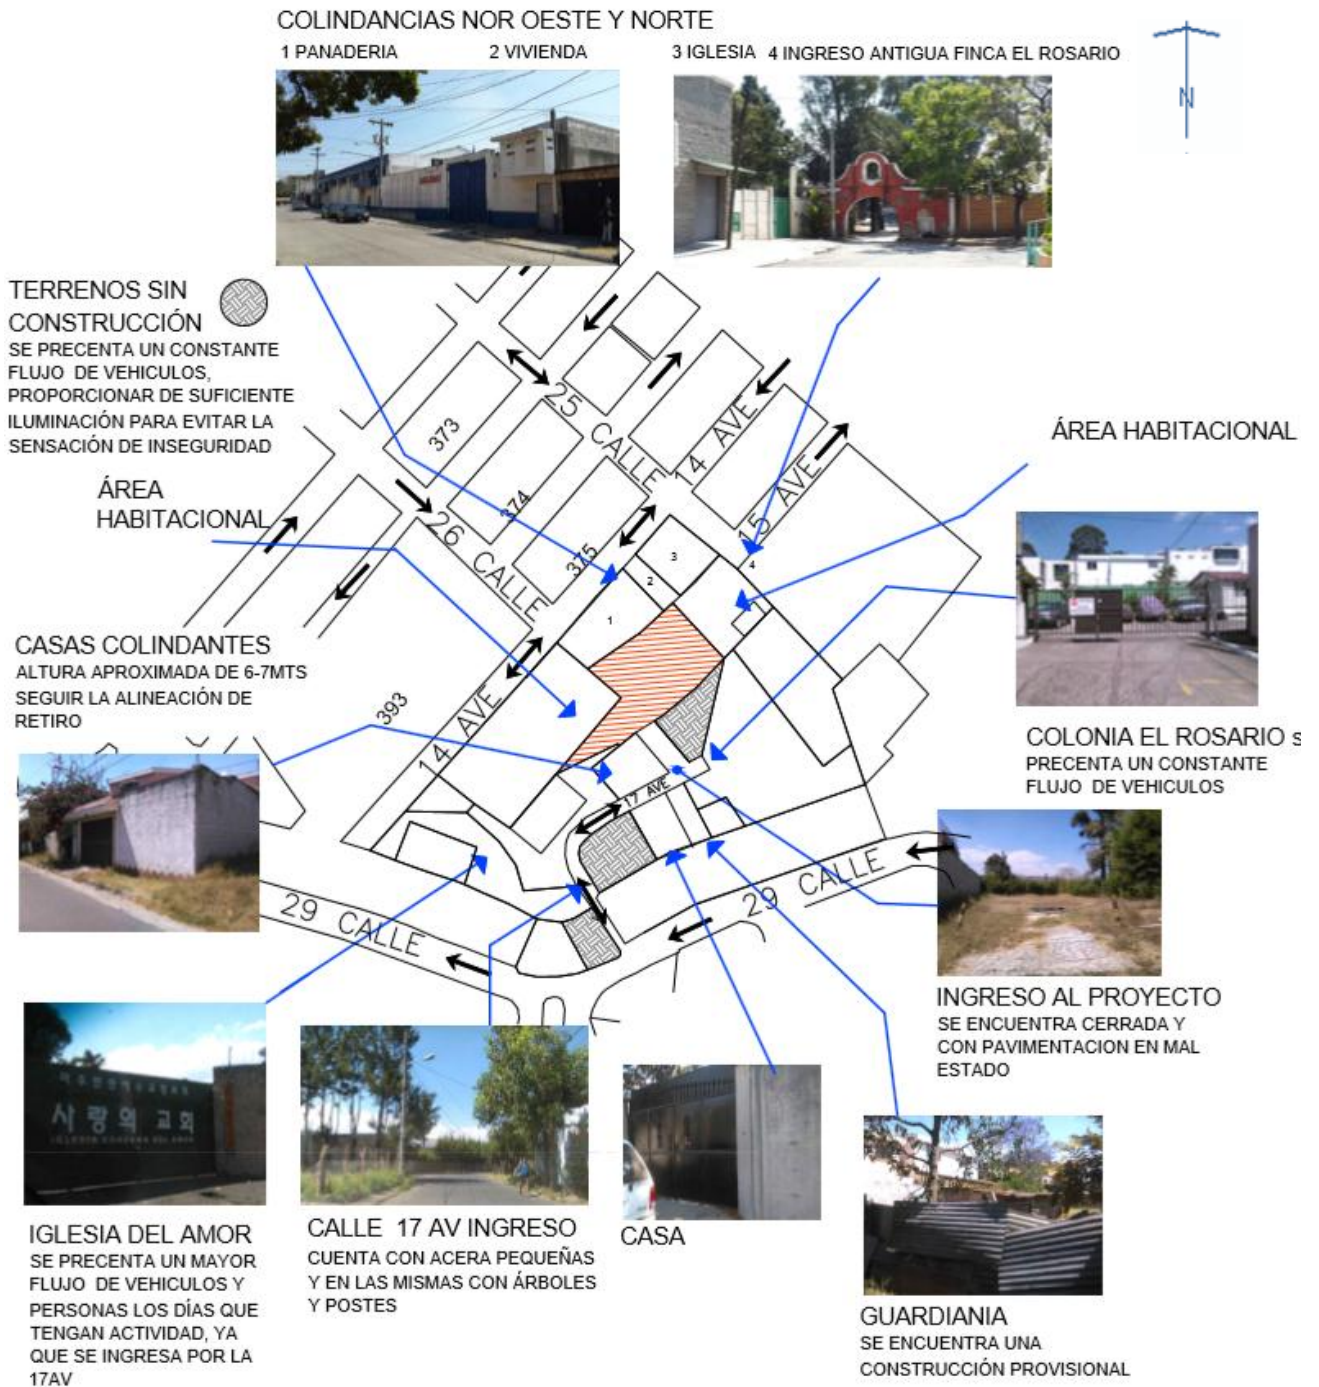 COLINDANCIAS NOR OESTE Y NORTE
1 PANADERIA 2 VIVIENDA 3 IGLESIA 4 INGRESO ANTIGUA FINCA EL ROSARIO
N
TERRENOS SIN
CONSTRUCCIÓN
SE PRECENTA UN CONSTANTE
FLUJO DE VEHICULOS,
PROPORCIONAR DE SUFICIENTE
ILUMINACIÓN PARA EVITAR LA
SENSACIÓN DE INSEGURIDAD
ÁREA
HABITACIONAL
ÁREA HABITACIONAL
373
374
375
393
25 CALLE
26 CALLE
14 AVE
15 AVE
14 AVE
17 AVE
29 CALLE
29 CALLE
1
2
3
4
CASAS COLINDANTES
ALTURA APROXIMADA DE 6-7MTS
SEGUIR LA ALINEACIÓN DE
RETIRO
COLONIA EL ROSARIO s
PRECENTA UN CONSTANTE
FLUJO DE VEHICULOS
INGRESO AL PROYECTO
SE ENCUENTRA CERRADA Y
CON PAVIMENTACION EN MAL
ESTADO
사랑의 교회
IGLESIA DEL AMOR
SE PRECENTA UN MAYOR
FLUJO DE VEHICULOS Y
PERSONAS LOS DÍAS QUE
TENGAN ACTIVIDAD, YA
QUE SE INGRESA POR LA
17AV
CALLE 17 AV INGRESO
CUENTA CON ACERA PEQUEÑAS
Y EN LAS MISMAS CON ÁRBOLES
Y POSTES
CASA
GUARDIANIA
SE ENCUENTRA UNA
CONSTRUCCIÓN PROVISIONAL